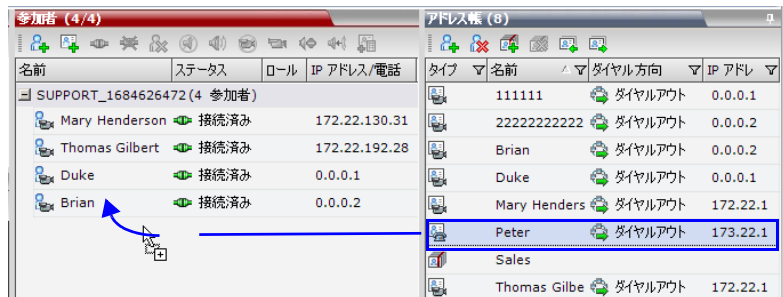 参加者 (4/4)
名前 ステータス ロール IP アドレス/電話
SUPPORT_1684626472(4 参加者)
Mary Henderson 接続済み 172.22.130.31
Thomas Gilbert 接続済み 172.22.192.28
Duke 接続済み 0.0.0.1
Brian 接続済み 0.0.0.2
アドレス帳 (8)
タイプ 名前 ダイヤル方向 IP アドレ
111111 ダイヤルアウト 0.0.0.1
22222222222 ダイヤルアウト 0.0.0.2
Brian ダイヤルアウト 0.0.0.2
Duke ダイヤルアウト 0.0.0.1
Mary Henders ダイヤルアウト 172.22.1
Peter ダイヤルアウト 173.22.1
Sales
Thomas Gilbe ダイヤルアウト 172.22.1